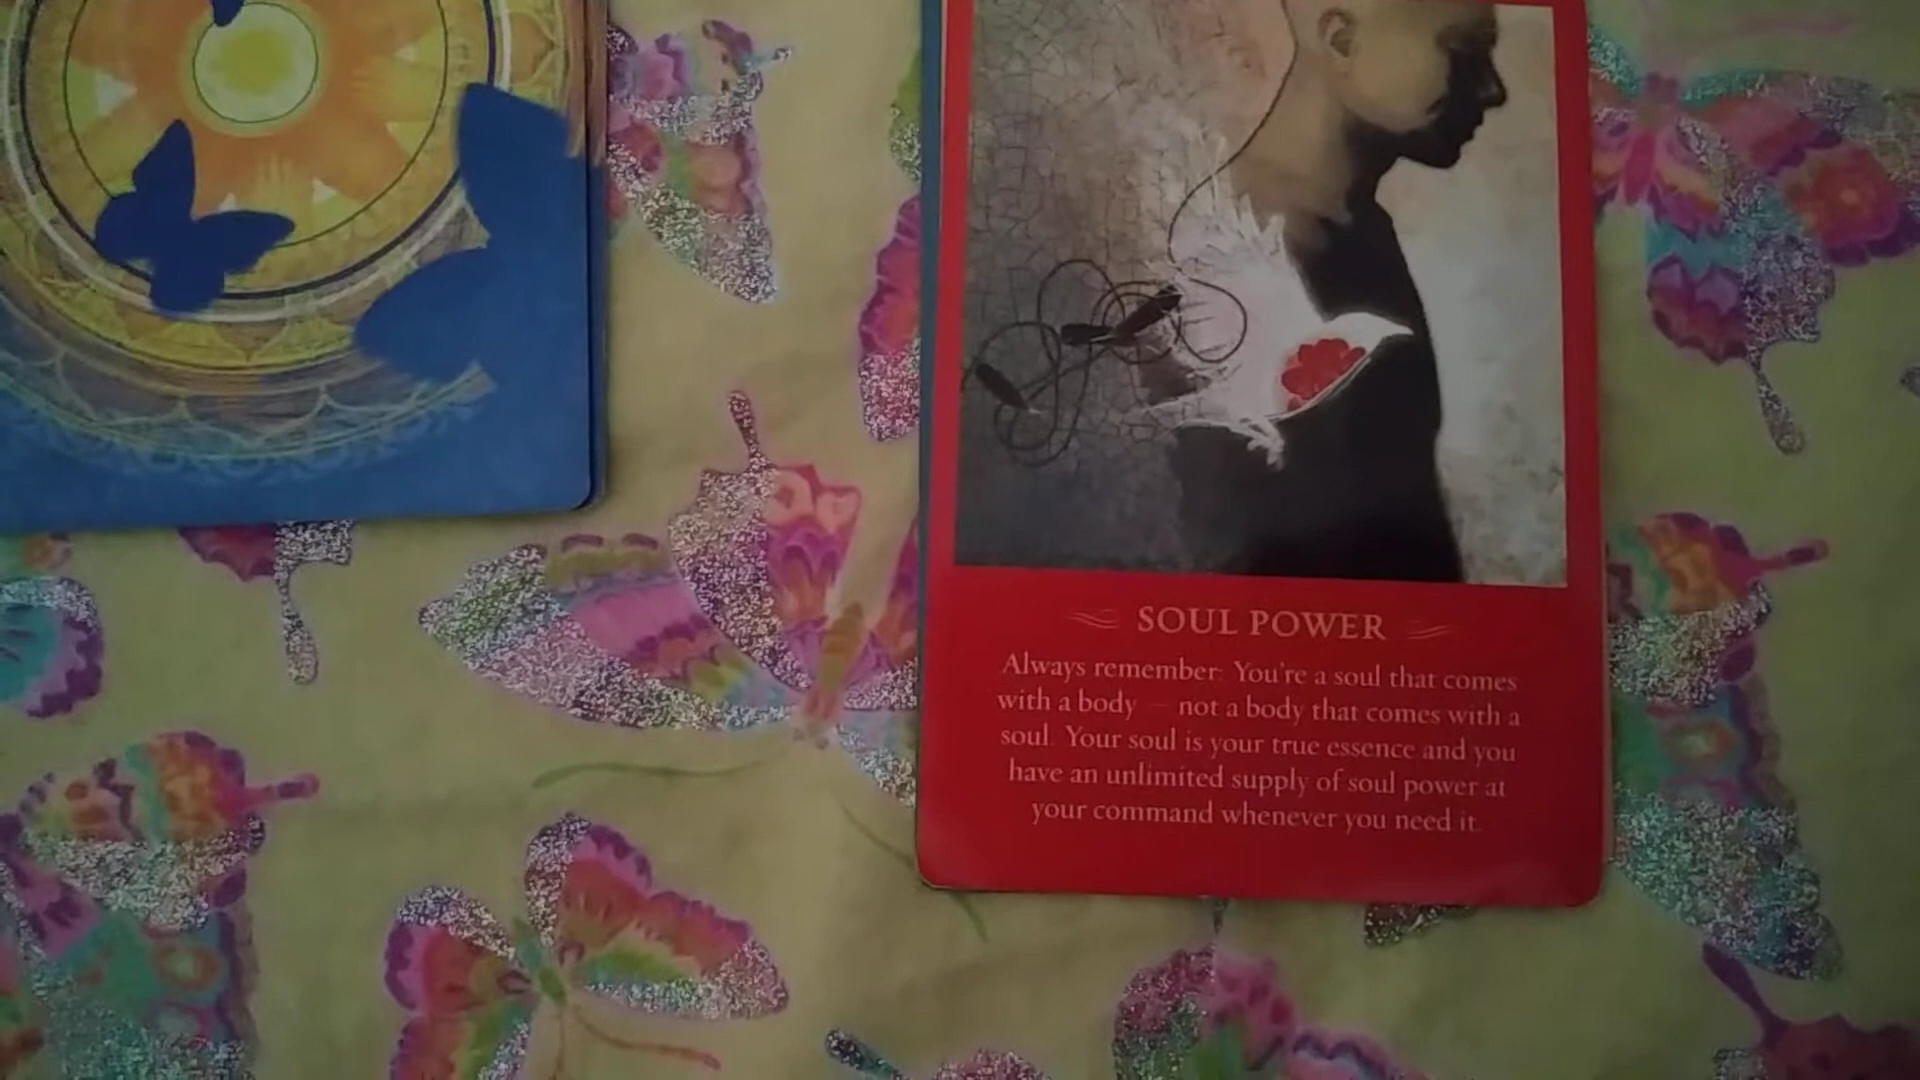 SOUL POWER
Always remember: You're a soul that comes
with a body — not a body that comes with a
soul. Your soul is your true essence and you
have an unlimited supply of soul power at
your command whenever you need it.